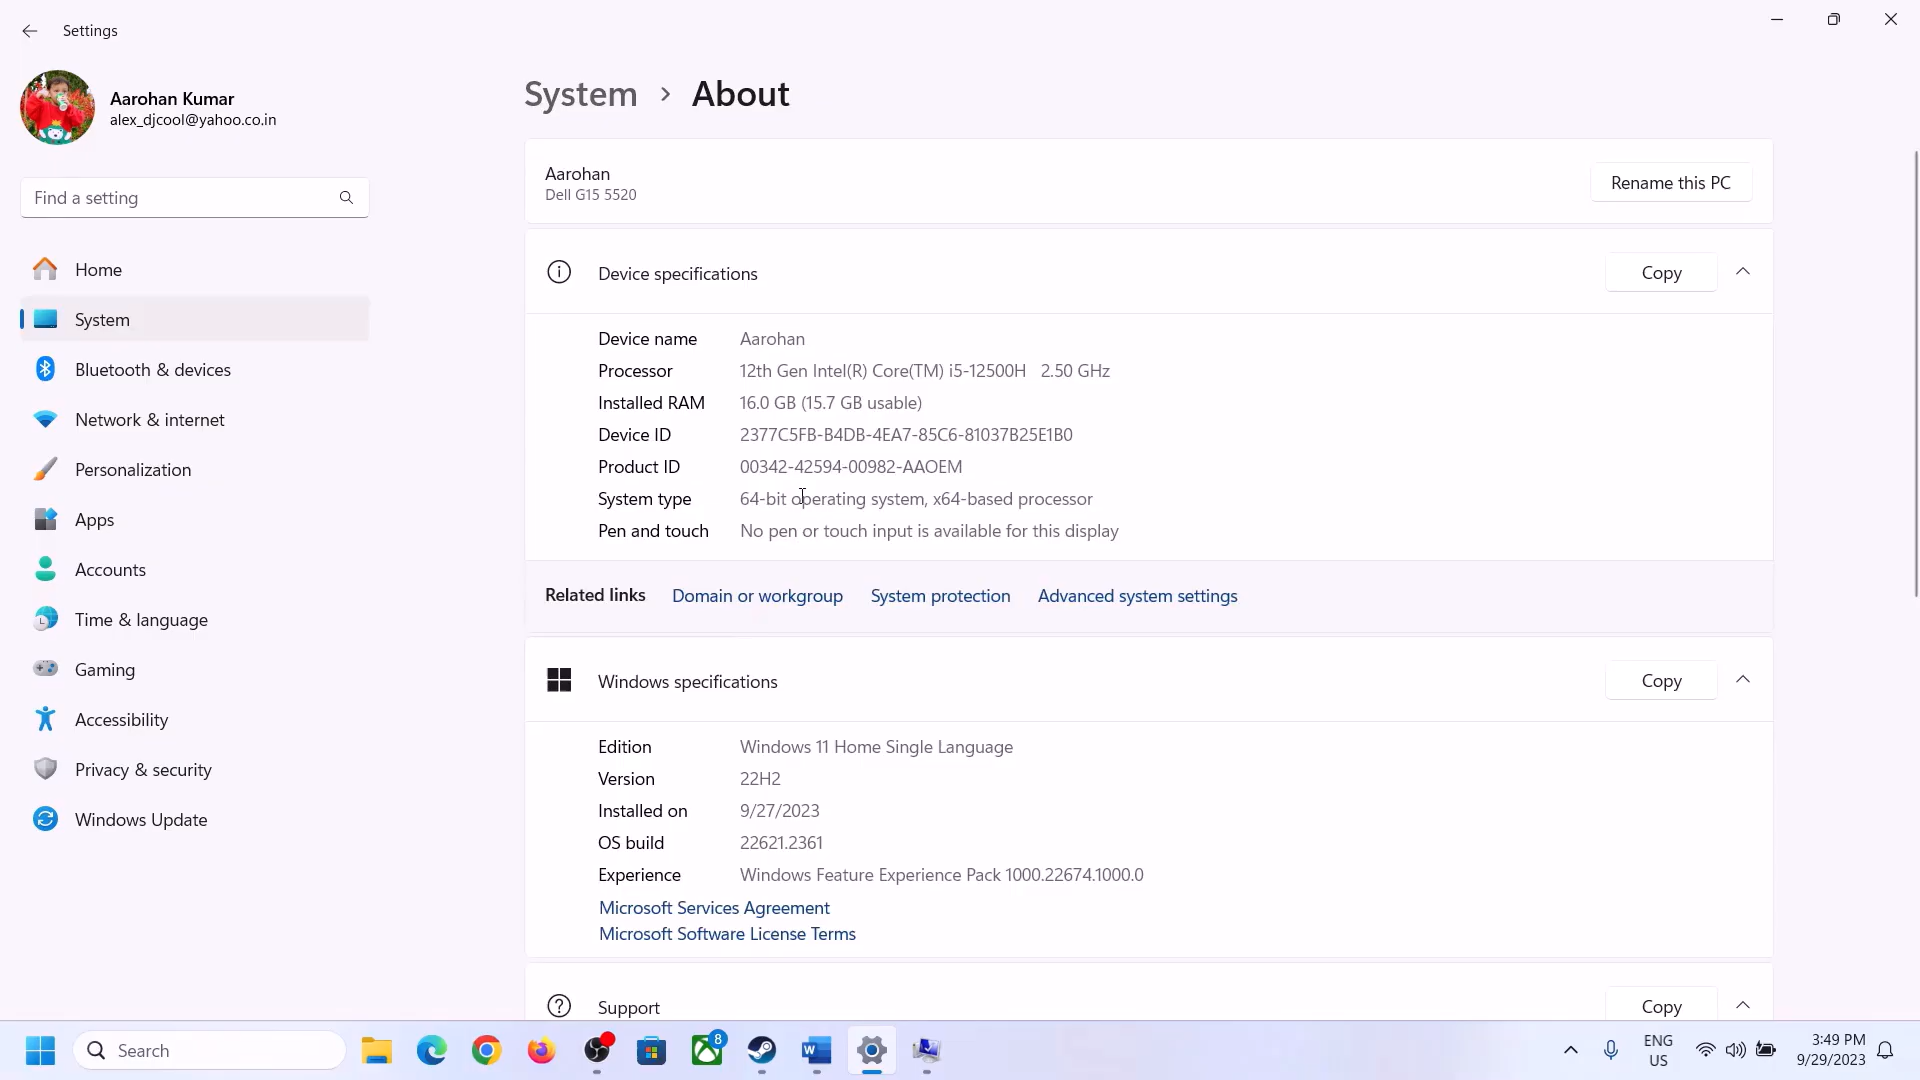 Settings
Aarohan Kumar
alex_djcool@yahoo.co.in
Find a setting
Home
System
Bluetooth & devices
Network & internet
Personalization
Apps
Accounts
Time & language
Gaming
Accessibility
Privacy & security
Windows Update
System > About
Aarohan
Dell G15 5520
Rename this PC
Device specifications
Copy
Device name Aarohan
Processor 12th Gen Intel(R) Core(TM) i5-12500H 2.50 GHz
Installed RAM 16.0 GB (15.7 GB usable)
Device ID 2377C5FB-B4DB-4EA7-85C6-81037B25E1B0
Product ID 00342-42594-00982-AAOEM
System type 64-bit operating system, x64-based processor
Pen and touch No pen or touch input is available for this display
Related links Domain or workgroup System protection Advanced system settings
Windows specifications
Copy
Edition Windows 11 Home Single Language
Version 22H2
Installed on 9/27/2023
OS build 22621.2361
Experience Windows Feature Experience Pack 1000.22674.1000.0
Microsoft Services Agreement
Microsoft Software License Terms
Support
Copy
Search
8
ENG
US
3:49 PM
9/29/2023